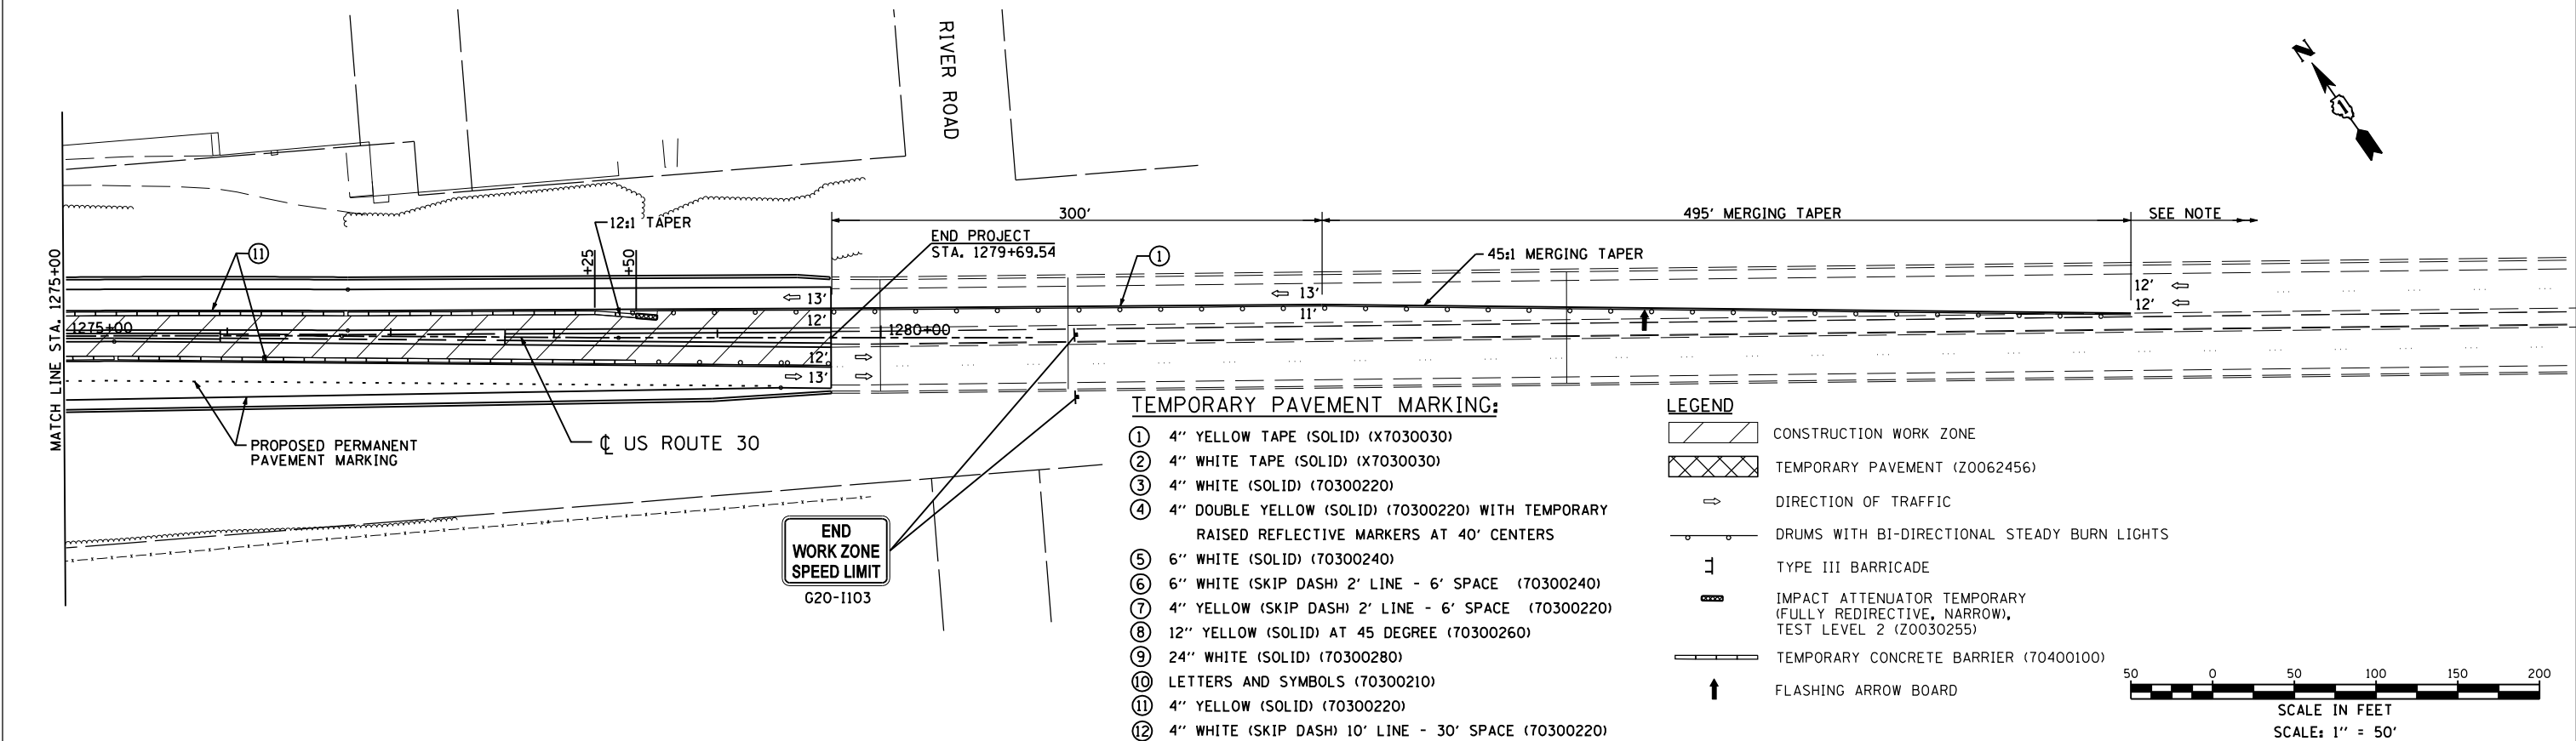 RIVER ROAD
N
300'
495' MERGING TAPER
SEE NOTE
12:1 TAPER
END PROJECT
STA. 1279+69.54
1
45:1 MERGING TAPER
11
+25
+50
MATCH LINE STA. 1275+00
13'
13'
12'
12'
12'
11'
1275+00
1280+00
12'
13'
PROPOSED PERMANENT
PAVEMENT MARKING
℄ US ROUTE 30
END
WORK ZONE
SPEED LIMIT
G20-I103
TEMPORARY PAVEMENT MARKING:
1 4'' YELLOW TAPE (SOLID) (X7030030)
2 4'' WHITE TAPE (SOLID) (X7030030)
3 4'' WHITE (SOLID) (70300220)
4 4'' DOUBLE YELLOW (SOLID) (70300220) WITH TEMPORARY
RAISED REFLECTIVE MARKERS AT 40' CENTERS
5 6'' WHITE (SOLID) (70300240)
6 6'' WHITE (SKIP DASH) 2' LINE - 6' SPACE (70300240)
7 4'' YELLOW (SKIP DASH) 2' LINE - 6' SPACE (70300220)
8 12'' YELLOW (SOLID) AT 45 DEGREE (70300260)
9 24'' WHITE (SOLID) (70300280)
10 LETTERS AND SYMBOLS (70300210)
11 4'' YELLOW (SOLID) (70300220)
12 4'' WHITE (SKIP DASH) 10' LINE - 30' SPACE (70300220)
LEGEND
CONSTRUCTION WORK ZONE
TEMPORARY PAVEMENT (Z0062456)
DIRECTION OF TRAFFIC
DRUMS WITH BI-DIRECTIONAL STEADY BURN LIGHTS
TYPE III BARRICADE
IMPACT ATTENUATOR TEMPORARY
(FULLY REDIRECTIVE, NARROW),
TEST LEVEL 2 (Z0030255)
TEMPORARY CONCRETE BARRIER (70400100)
FLASHING ARROW BOARD
50 0 50 100 150 200
SCALE IN FEET
SCALE: 1'' = 50'